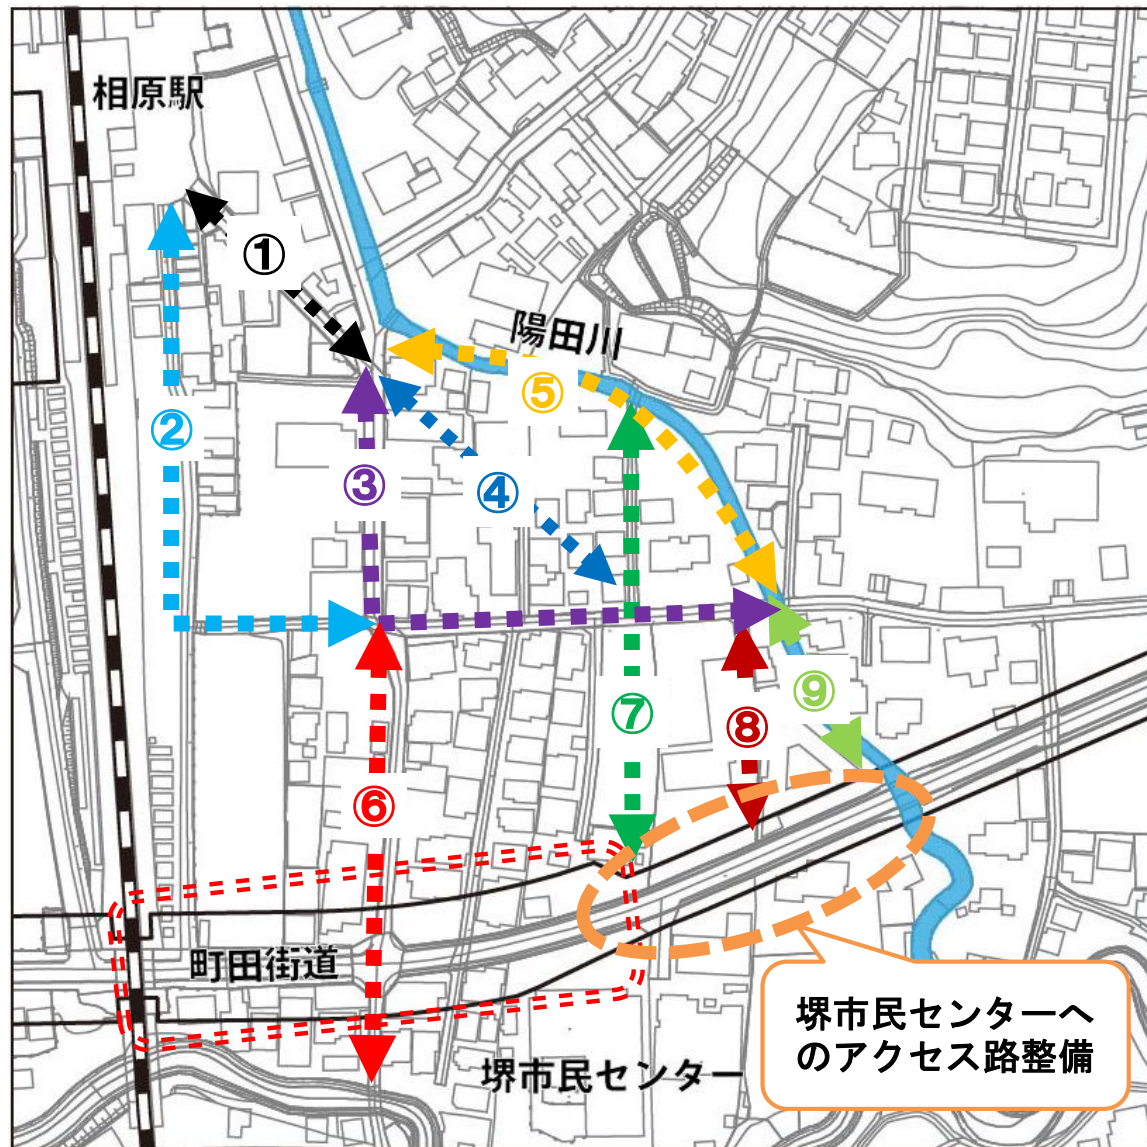 相原駅
①
陽田川
⑤
②
③
④
⑨
⑦
⑧
⑥
町田街道
堺市民センターへ
のアクセス路整備
堺市民センター